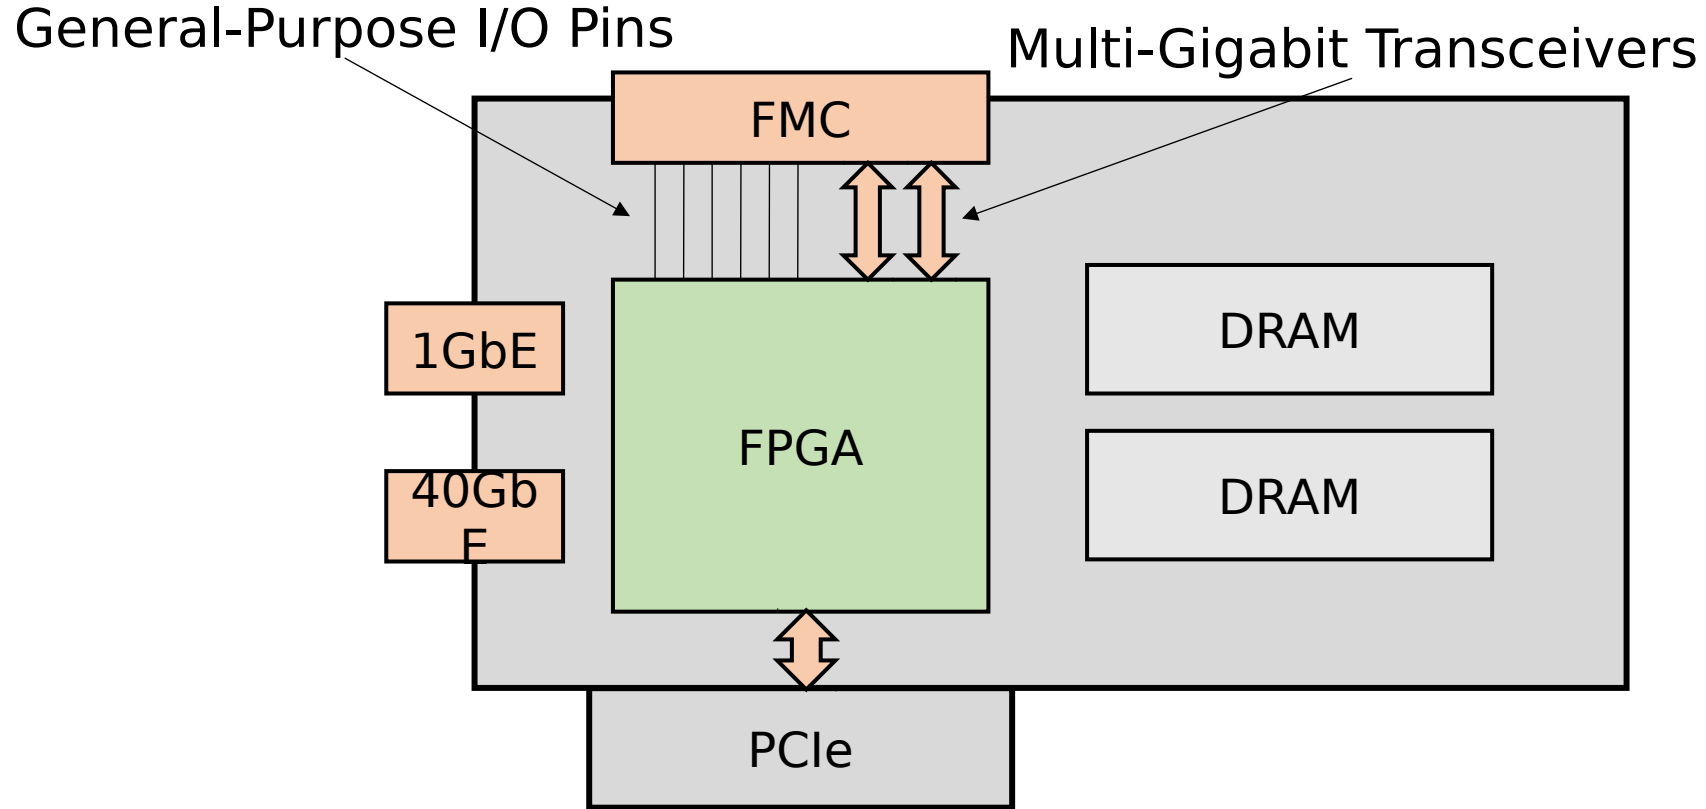 General-Purpose I/O Pins
Multi-Gigabit Transceivers
FMC
1GbE
40Gb
E
FPGA
DRAM
DRAM
PCIe